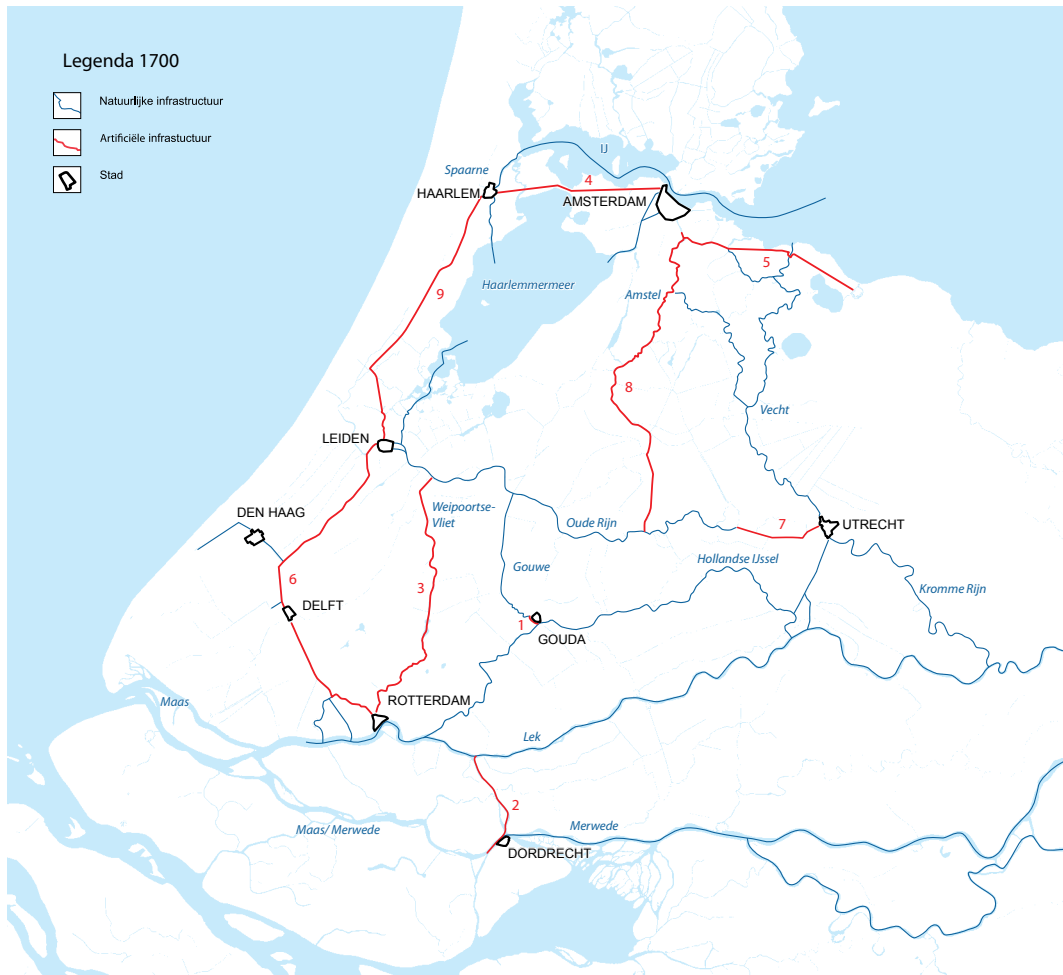 Legenda 1700
Natuurlijke infrastructuur
Artificiële infrastuctuur
Stad
IJ
Spaarne
4
HAARLEM
AMSTERDAM
5
Haarlemmermeer
Amstel
9
8
Vecht
LEIDEN
Weipoortse-
Vliet
DEN HAAG
Oude Rijn
7
UTRECHT
Hollandse IJssel
Gouwe
6
3
Kromme Rijn
DELFT
1
GOUDA
Maas
ROTTERDAM
Lek
2
Maas/ Merwede
Merwede
DORDRECHT